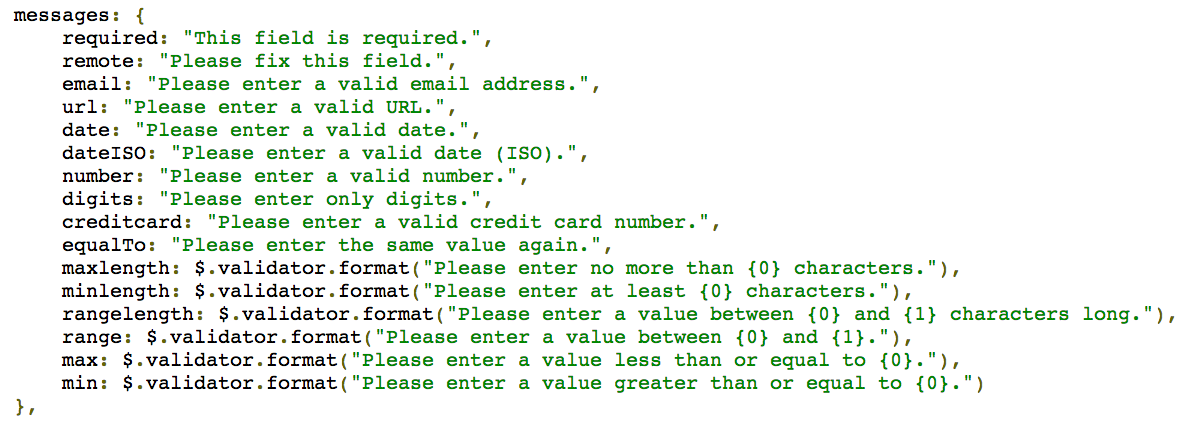 messages: {
    required: "This field is required.",
    remote: "Please fix this field.",
    email: "Please enter a valid email address.",
    url: "Please enter a valid URL.",
    date: "Please enter a valid date.",
    dateISO: "Please enter a valid date (ISO).",
    number: "Please enter a valid number.",
    digits: "Please enter only digits.",
    creditcard: "Please enter a valid credit card number.",
    equalTo: "Please enter the same value again.",
    maxlength: $.validator.format("Please enter no more than {0} characters."),
    minlength: $.validator.format("Please enter at least {0} characters."),
    rangelength: $.validator.format("Please enter a value between {0} and {1} characters long."),
    range: $.validator.format("Please enter a value between {0} and {1}."),
    max: $.validator.format("Please enter a value less than or equal to {0}."),
    min: $.validator.format("Please enter a value greater than or equal to {0}.")
},